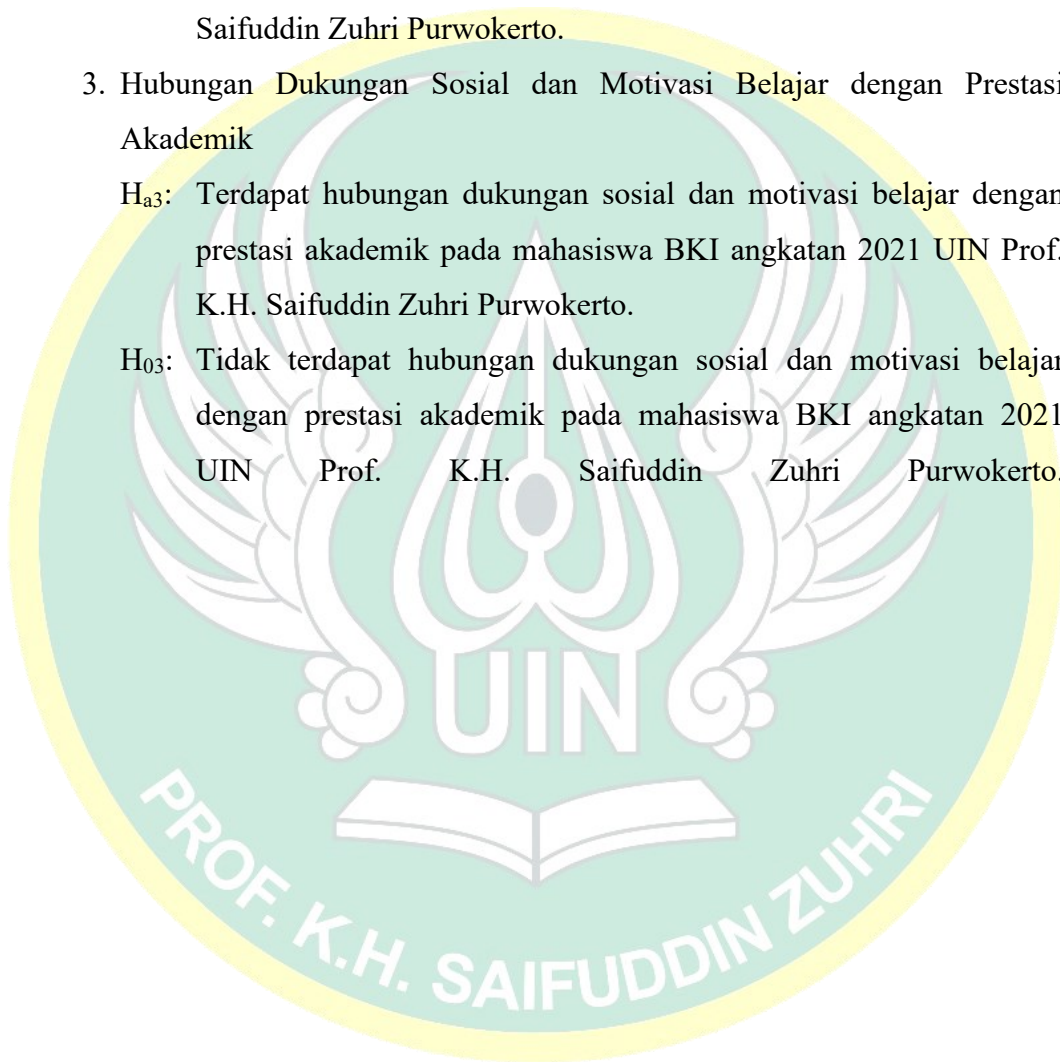 Saifuddin Zuhri Purwokerto.
3. Hubungan Dukungan Sosial dan Motivasi Belajar dengan Prestasi
Akademik
Ha3: Terdapat hubungan dukungan sosial dan motivasi belajar dengan
prestasi akademik pada mahasiswa BKI angkatan 2021 UIN Prof.
K.H. Saifuddin Zuhri Purwokerto.
H03: Tidak terdapat hubungan dukungan sosial dan motivasi belajar
dengan prestasi akademik pada mahasiswa BKI angkatan 2021
UIN Prof. K.H. Saifuddin Zuhri Purwokerto.
UIN
PROF. K.H. SAIFUDDIN ZUHRI